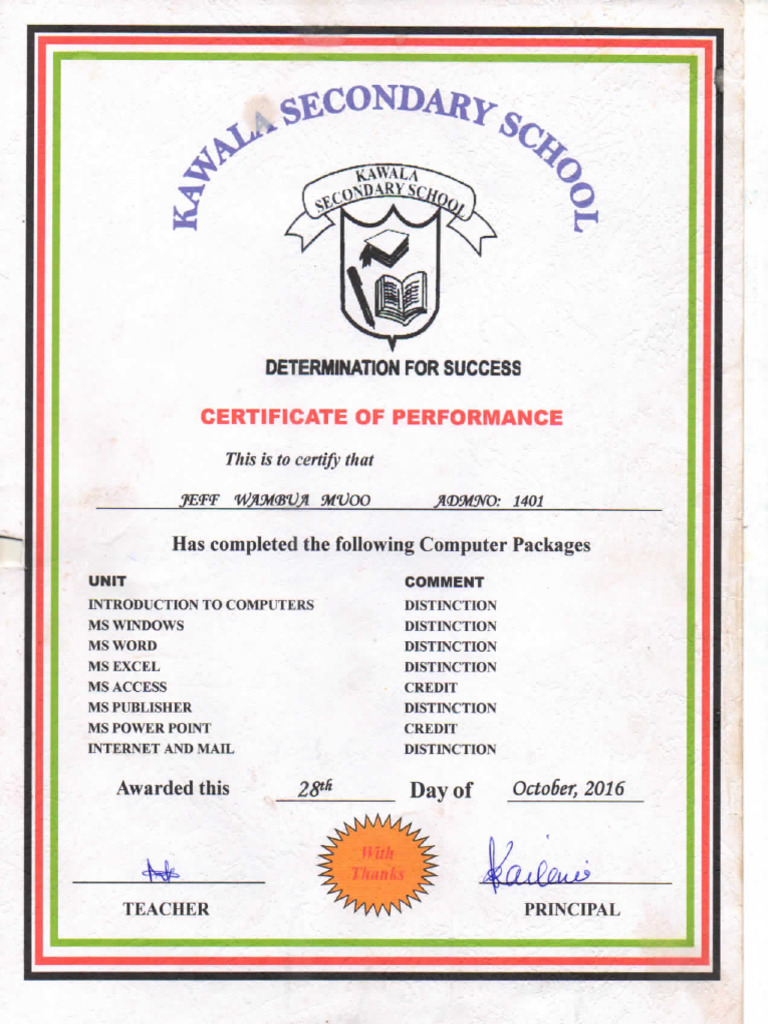 KAWALA SECONDARY SCHOOL
KAWALA
SECONDARY SCHOOL
DETERMINATION FOR SUCCESS
CERTIFICATE OF PERFORMANCE
This is to certify that
JEFF WAMBUA MUOO ADMNO: 1401
Has completed the following Computer Packages
UNIT COMMENT
INTRODUCTION TO COMPUTERS DISTINCTION
MS WINDOWS DISTINCTION
MS WORD DISTINCTION
MS EXCEL DISTINCTION
MS ACCESS CREDIT
MS PUBLISHER DISTINCTION
MS POWER POINT CREDIT
INTERNET AND MAIL DISTINCTION
Awarded this 28th Day of October, 2016
With
Thanks
TEACHER PRINCIPAL